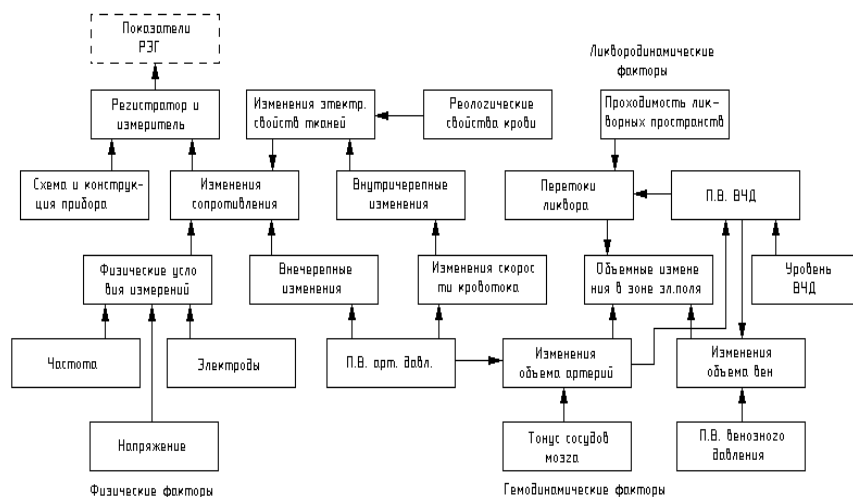 Показатели
РЭГ
Ликвородинамические
факторы
Регистратор и
измеритель
Изменения электр.
свойств тканей
Реологические
свойства крови
Проходимость лик-
ворных пространств
Схема и конструк-
ция прибора
Изменения
сопротивления
Внутричерепные
изменения
Перетоки
ликвора
П.В. ВЧД
Физические усло
вия измерений
Внечерепные
изменения
Изменения скорос
ти кровотока
Объемные измене
ния в зоне эл.поля
Уровень
ВЧД
Частота
Электроды
П.В. арт. давл.
Изменения
объема артерий
Изменения
объема вен
Напряжение
Тонус сосудов
мозга
П.В. венозного
давления
Физические факторы
Гемодинамические факторы